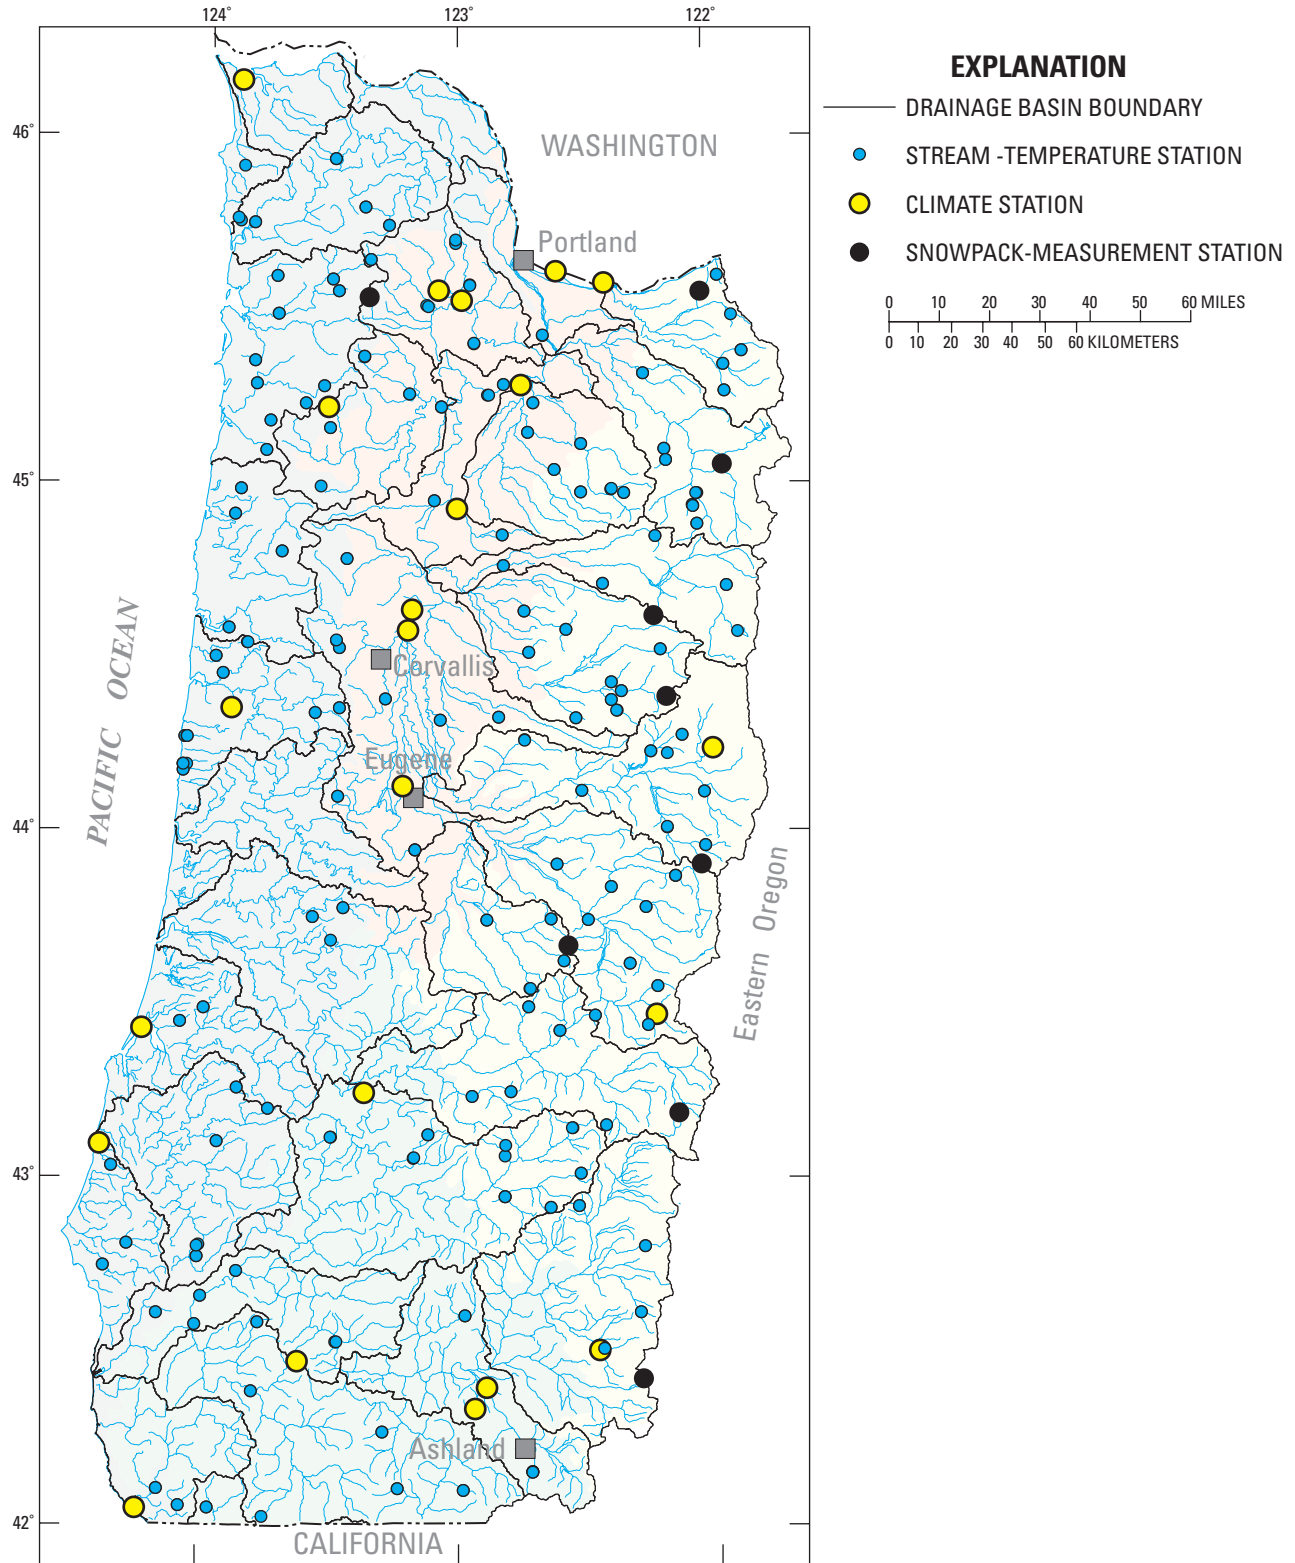 124°
123°
122°
EXPLANATION
DRAINAGE BASIN BOUNDARY
46°
WASHINGTON
STREAM -TEMPERATURE STATION
CLIMATE STATION
Portland
SNOWPACK-MEASUREMENT STATION
0 10 20 30 40 50 60 MILES
0 10 20 30 40 50 60 KILOMETERS
45°
PACIFIC OCEAN
Corvallis
Eugene
44°
Eastern Oregon
43°
Ashland
42°
CALIFORNIA